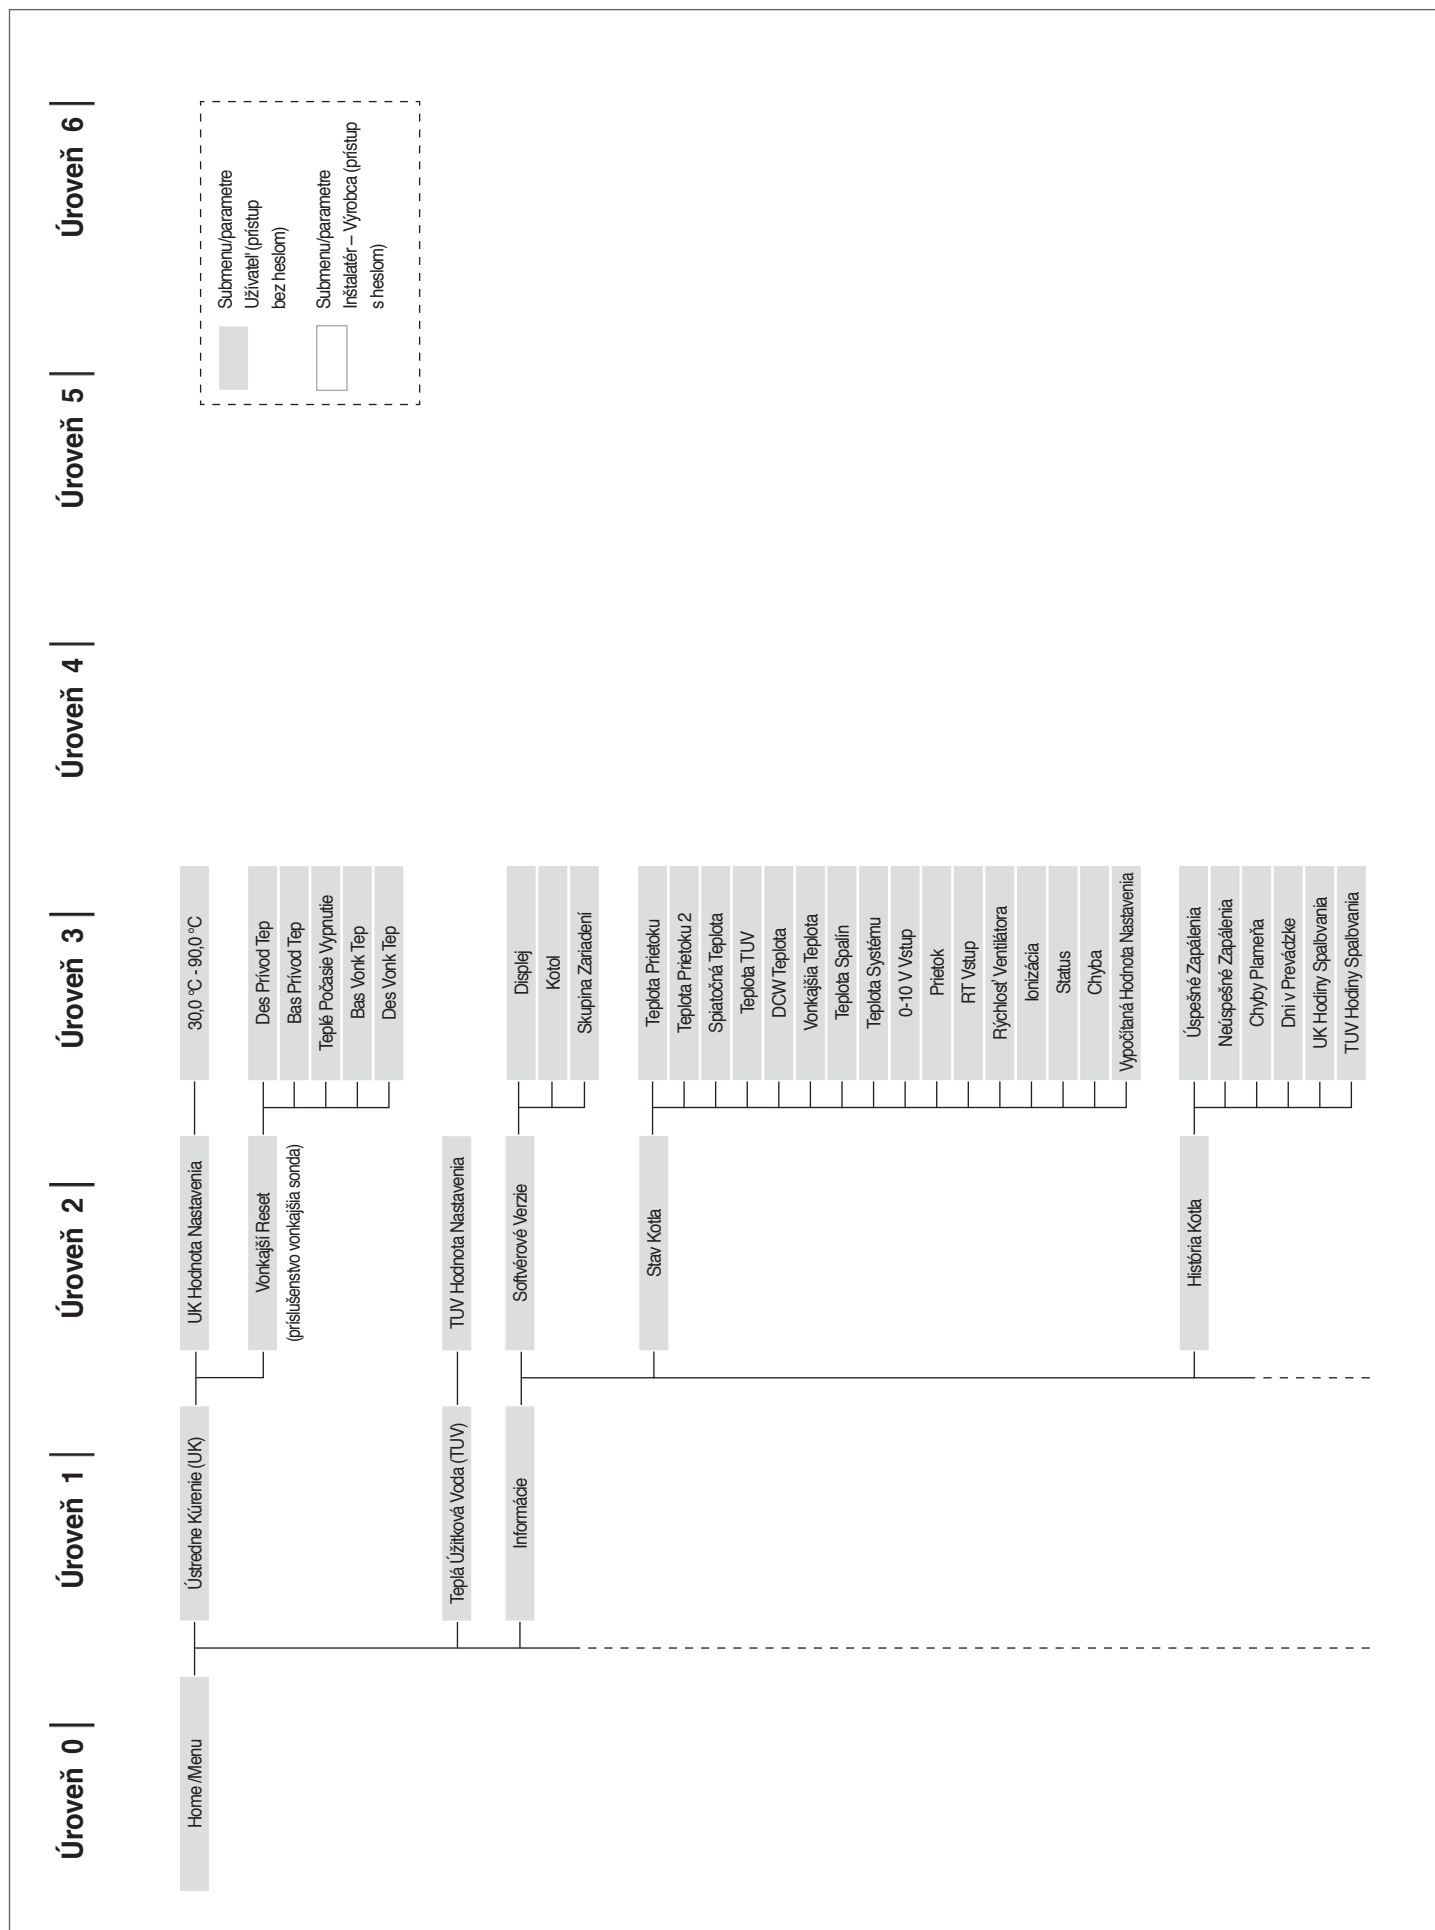 Úroveň 0
Úroveň 1
Úroveň 2
Úroveň 3
Úroveň 4
Úroveň 5
Úroveň 6
Home /Menu
Ústredne Kúrenie (UK)
UK Hodnota Nastavenia
30,0 °C - 90,0 °C
Vonkajší Reset
(príslušenstvo vonkajšia sonda)
Des Prívod Tep
Bas Prívod Tep
Teplé Počasie Vypnutie
Bas Vonk Tep
Des Vonk Tep
Teplá Úžitková Voda (TUV)
TUV Hodnota Nastavenia
Informácie
Softvérové Verzie
Displej
Kotol
Skupina Zariadení
Stav Kotla
Teplota Prietoku
Teplota Prietoku 2
Spiatočná Teplota
Teplota TUV
DCW Teplota
Vonkajšia Teplota
Teplota Spalín
Teplota Systému
0-10 V Vstup
Prietok
RT Vstup
Rýchlosť Ventilátora
Ionizácia
Status
Chyba
Vypočítaná Hodnota Nastavenia
História Kotla
Úspešné Zapálenia
Neúspešné Zapálenia
Chyby Plameňa
Dni v Prevádzke
UK Hodiny Spaľovania
TUV Hodiny Spaľovania
Submenu/parametre
Užívateľ (prístup
bez heslom)
Submenu/parametre
Inštalatér – Výrobca (prístup
s heslom)